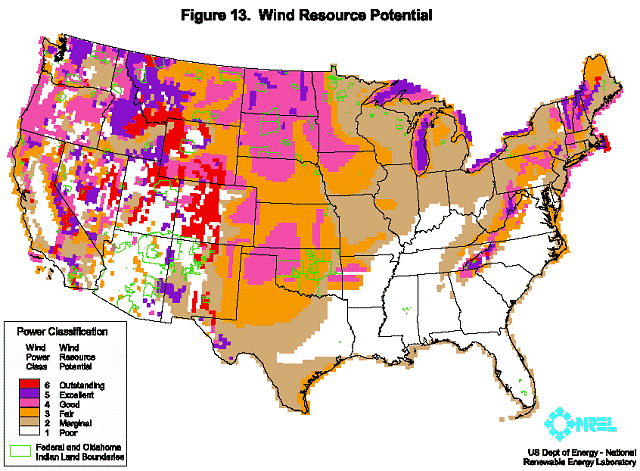 Figure 13. Wind Resource Potential
Power Classification
Wind Wind
Power Resource
Class Potential
6 Outstanding
5 Excellent
4 Good
3 Fair
2 Marginal
1 Poor
Federal and Oklahoma
Indian Land Boundaries
NREL
US Dept of Energy - National
Renewable Energy Laboratory